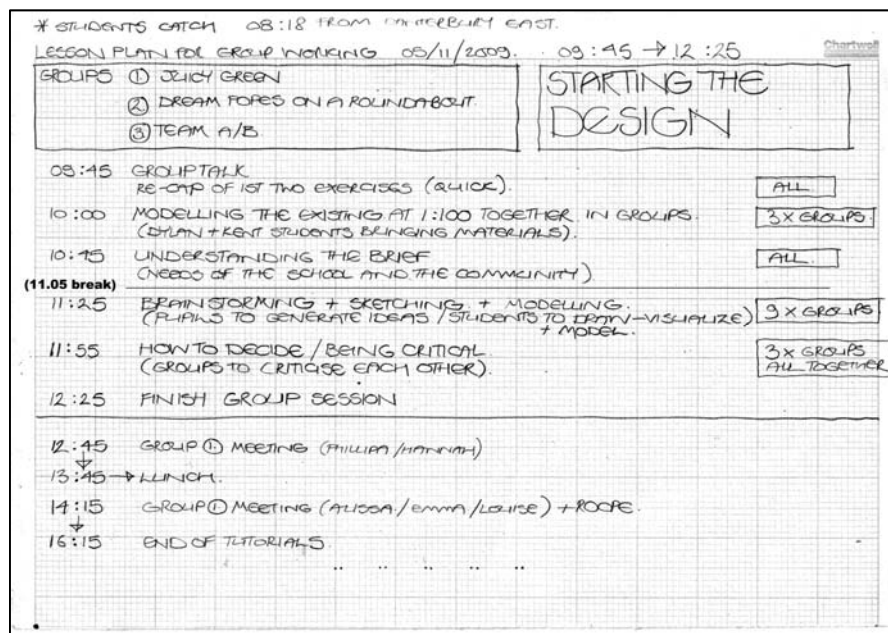 * STUDENTS CATCH 08:18 FROM CANTERBURY EAST.
LESSON PLAN FOR GROUP WORKING 05/11/2009. 09:45 → 12:25
Chartwell
GROUPS ① JUICY GREEN
② DREAM POPES ON A ROUNDABOUT.
③ TEAM A/B.
STARTING THE
DESIGN
09:45 GROUP TALK
RE-CAP OF 1ST TWO EXERCISES (QUICK).
ALL.
10:00 MODELLING THE EXISTING AT 1:100 TOGETHER IN GROUPS.
(DYLAN + KENT STUDENTS BRINGING MATERIALS).
3 X GROUPS.
10:45 UNDERSTANDING THE BRIEF
(NEEDS OF THE SCHOOL AND THE COMMUNITY)
ALL.
(11.05 break)
11:25 BRAINSTORMING + SKETCHING + MODELLING.
(PUPILS TO GENERATE IDEAS / STUDENTS TO DRAW-VISUALIZE)
+ MODEL.
9 X GROUPS
11:55 HOW TO DECIDE / BEING CRITICAL
(GROUPS TO CRITICISE EACH OTHER).
3 X GROUPS
ALL TOGETHER
12:25 FINISH GROUP SESSION
12:45 GROUP ① MEETING (PHILLIPA / HANNAH)
13:45 → LUNCH.
14:15 GROUP ① MEETING (ALISSA / EMMA / LOUISE) + ROOPE.
16:15 END OF TUTORIALS.